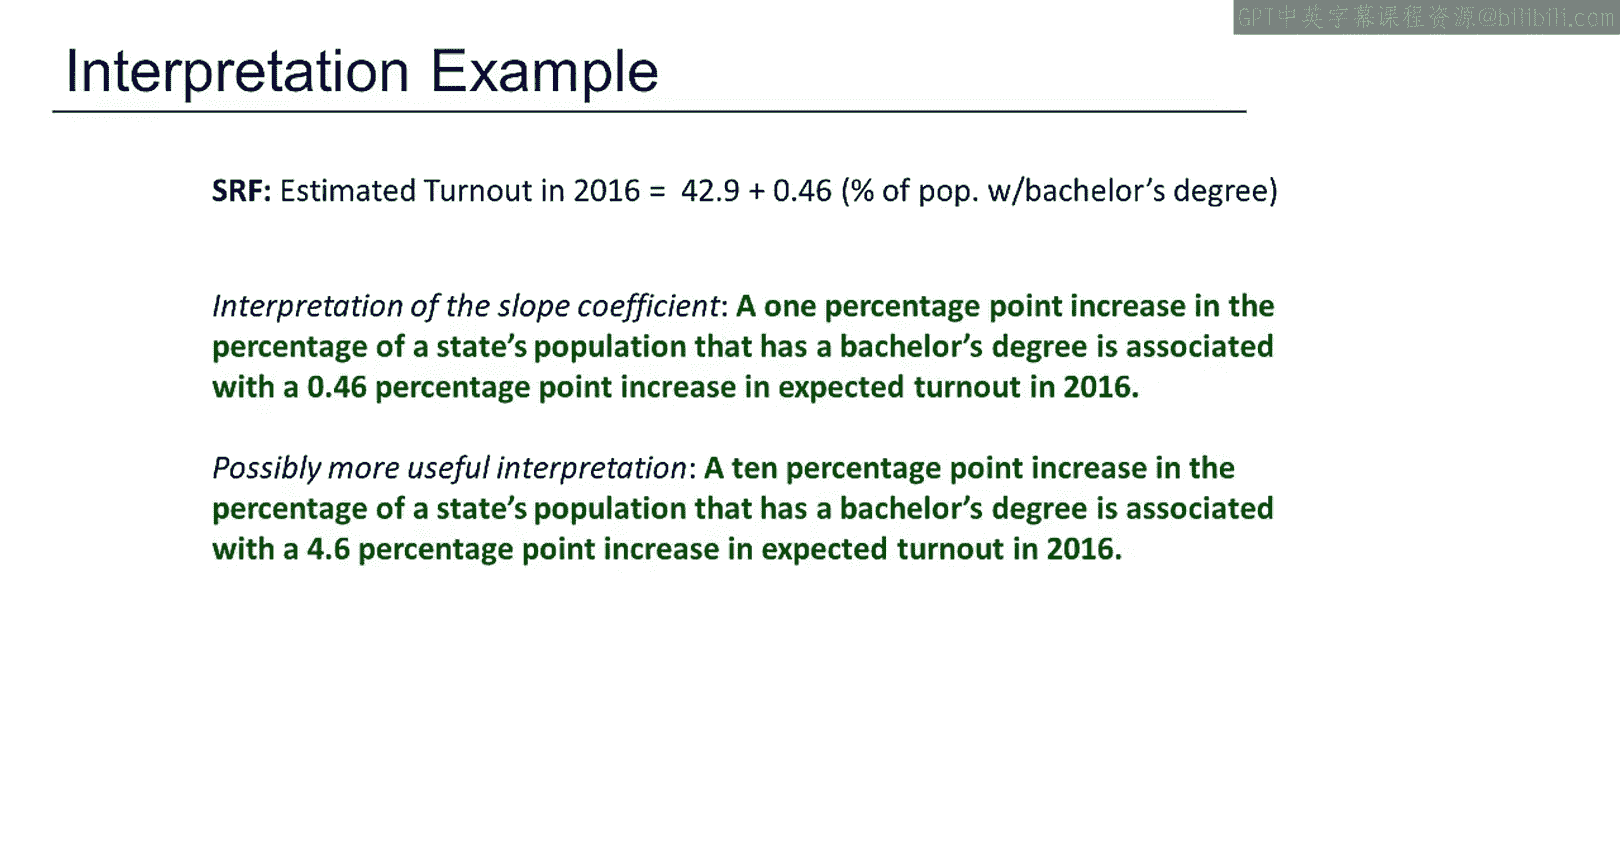 GPT中英字幕课程资源@bilibili.com
Interpretation Example
SRF: Estimated Turnout in 2016 = 42.9 + 0.46 (% of pop. w/bachelor’s degree)
Interpretation of the slope coefficient: A one percentage point increase in the
percentage of a state’s population that has a bachelor’s degree is associated
with a 0.46 percentage point increase in expected turnout in 2016.
Possibly more useful interpretation: A ten percentage point increase in the
percentage of a state’s population that has a bachelor’s degree is associated
with a 4.6 percentage point increase in expected turnout in 2016.